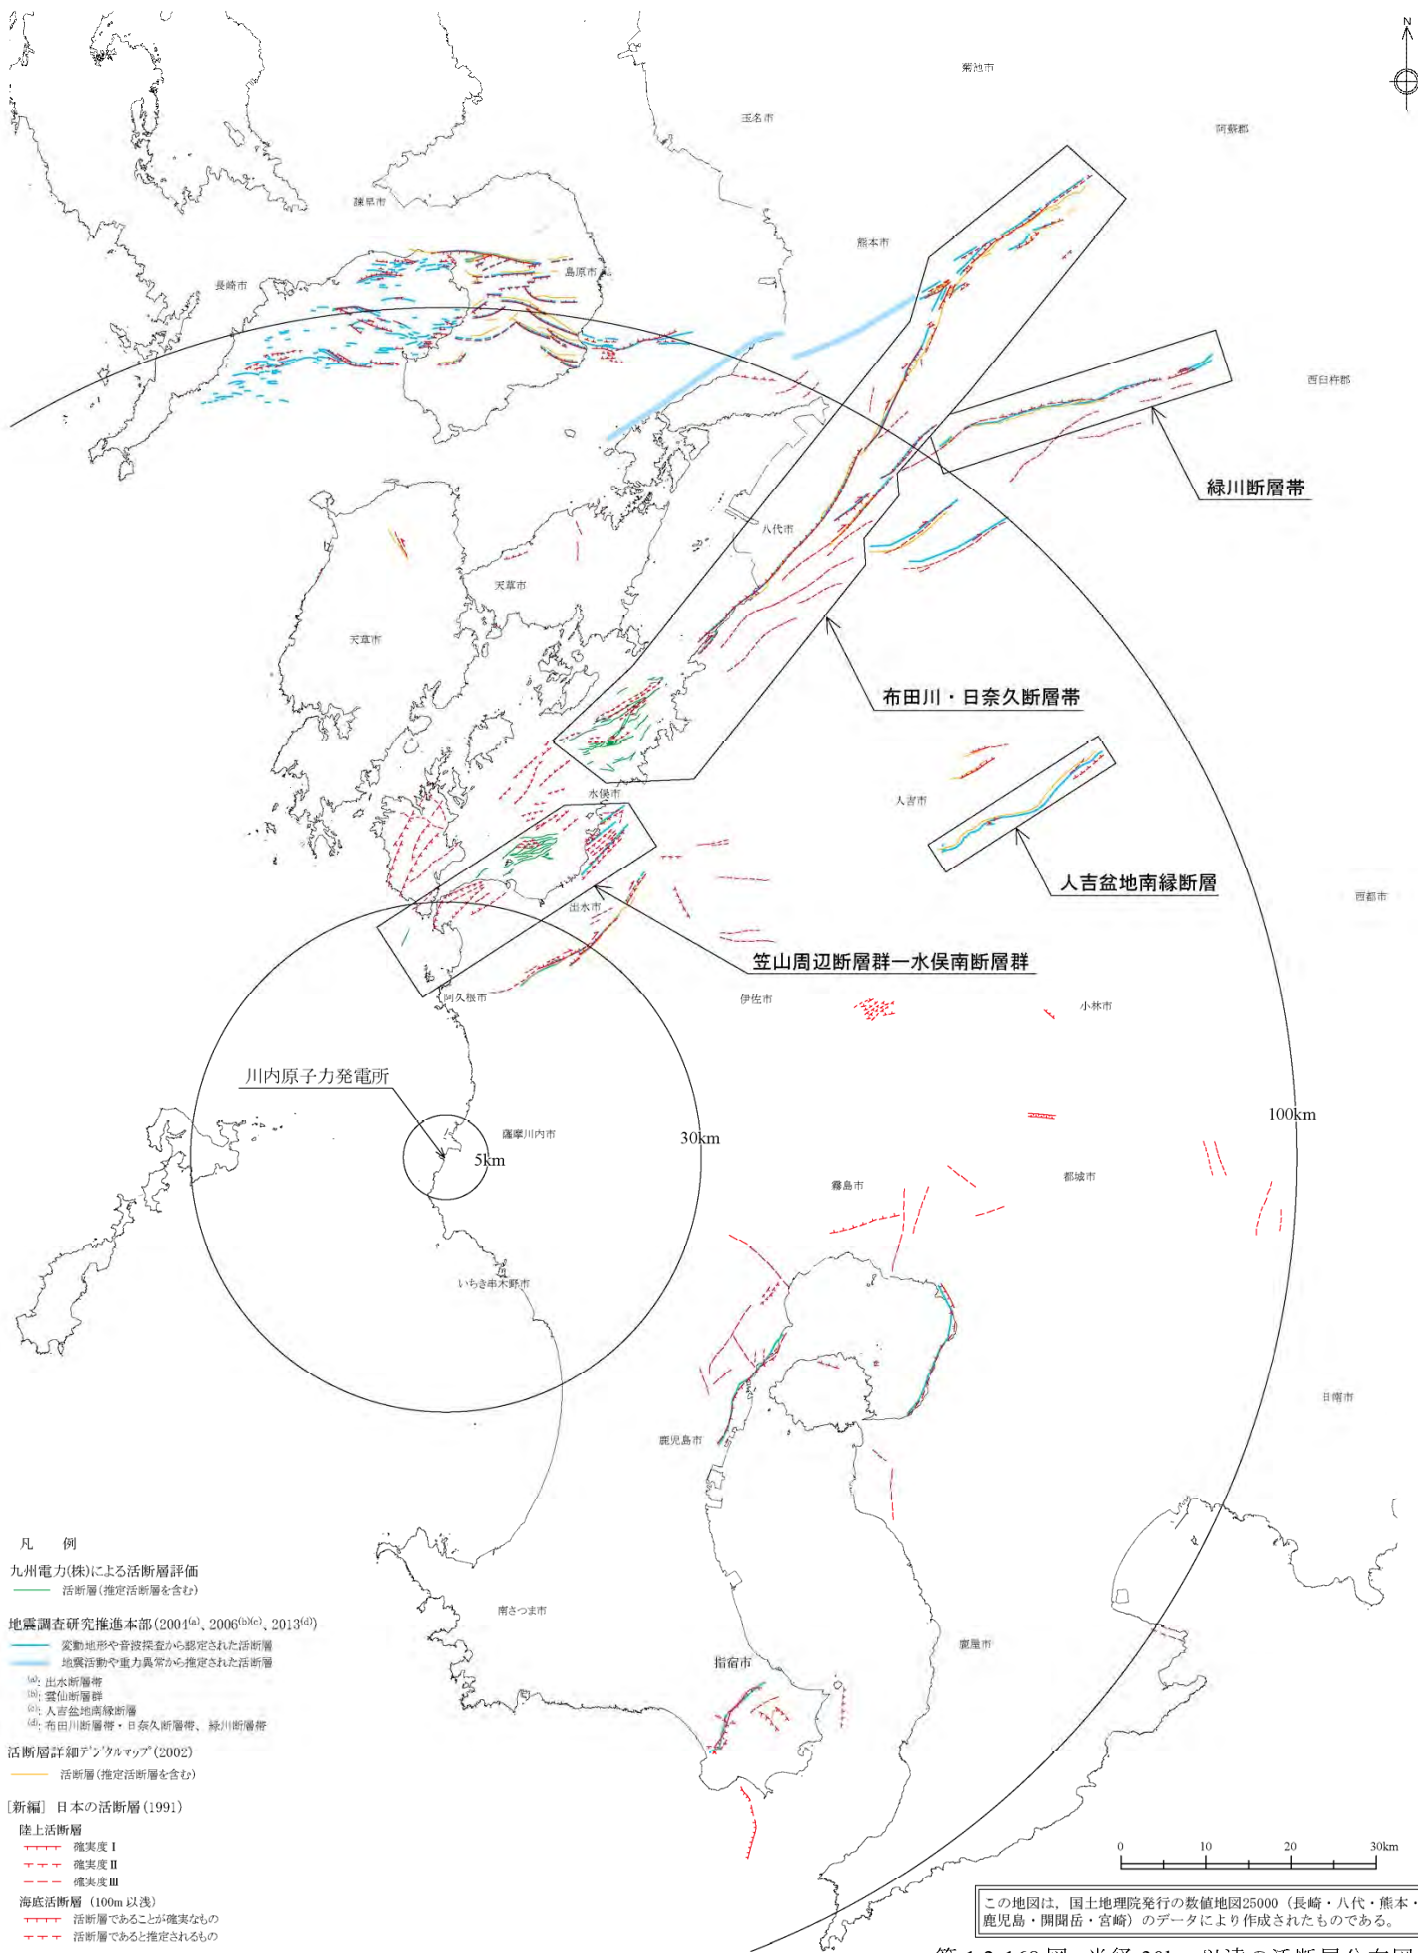 N
菊池市
玉名市
阿蘇郡
諫早市
熊本市
島原市
長崎市
西臼杵郡
緑川断層帯
八代市
天草市
天草市
布田川・日奈久断層帯
水俣市
人吉市
人吉盆地南縁断層
西都市
出水市
笠山周辺断層群ー水俣南断層群
阿久根市
伊佐市
小林市
川内原子力発電所
100km
薩摩川内市
30km
5km
霧島市
都城市
いちき串木野市
日南市
鹿児島市
南さつま市
鹿屋市
指宿市
凡 例
九州電力(株)による活断層評価
活断層(推定活断層を含む)
地震調査研究推進本部(2004(a)、2006(b)(c)、2013(d))
変動地形や音波探査から認定された活断層
地震活動や重力異常から推定された活断層
(a): 出水断層帯
(b): 雲仙断層群
(c): 人吉盆地南縁断層
(d): 布田川断層帯・日奈久断層帯、緑川断層帯
活断層詳細デジタルマップ(2002)
活断層(推定活断層を含む)
[新編] 日本の活断層(1991)
陸上活断層
確実度Ⅰ
確実度Ⅱ
確実度Ⅲ
海底活断層 (100m以浅)
活断層であることが確実なもの
活断層であると推定されるもの
0 10 20 30km
この地図は，国土地理院発行の数値地図25000（長崎・八代・熊本・
鹿児島・開聞岳・宮崎）のデータにより作成されたものである。